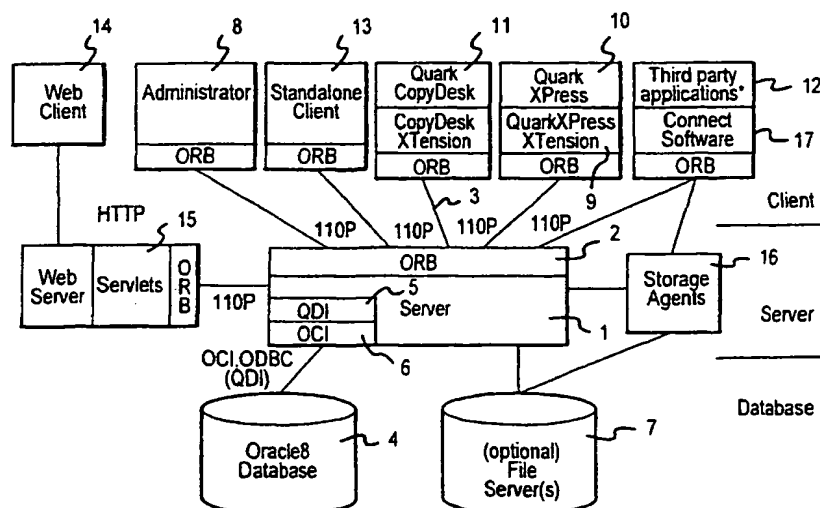 14
8
13
11
10
Web
Client
Administrator
Standalone
Client
Quark
CopyDesk
Quark
XPress
Third party
applications*
12
CopyDesk
XTension
QuarkXPress
XTension
Connect
Software
17
ORB
ORB
ORB
ORB
ORB
3
9
Client
HTTP
15
110P
110P
110P
110P
2
16
Web
Server
Servlets
ORB
110P
ORB
5
QDI
Server
OCI
6
1
Storage
Agents
Server
OCI,ODBC
(QDI)
Database
Oracle8
Database
4
(optional)
File
Server(s)
7